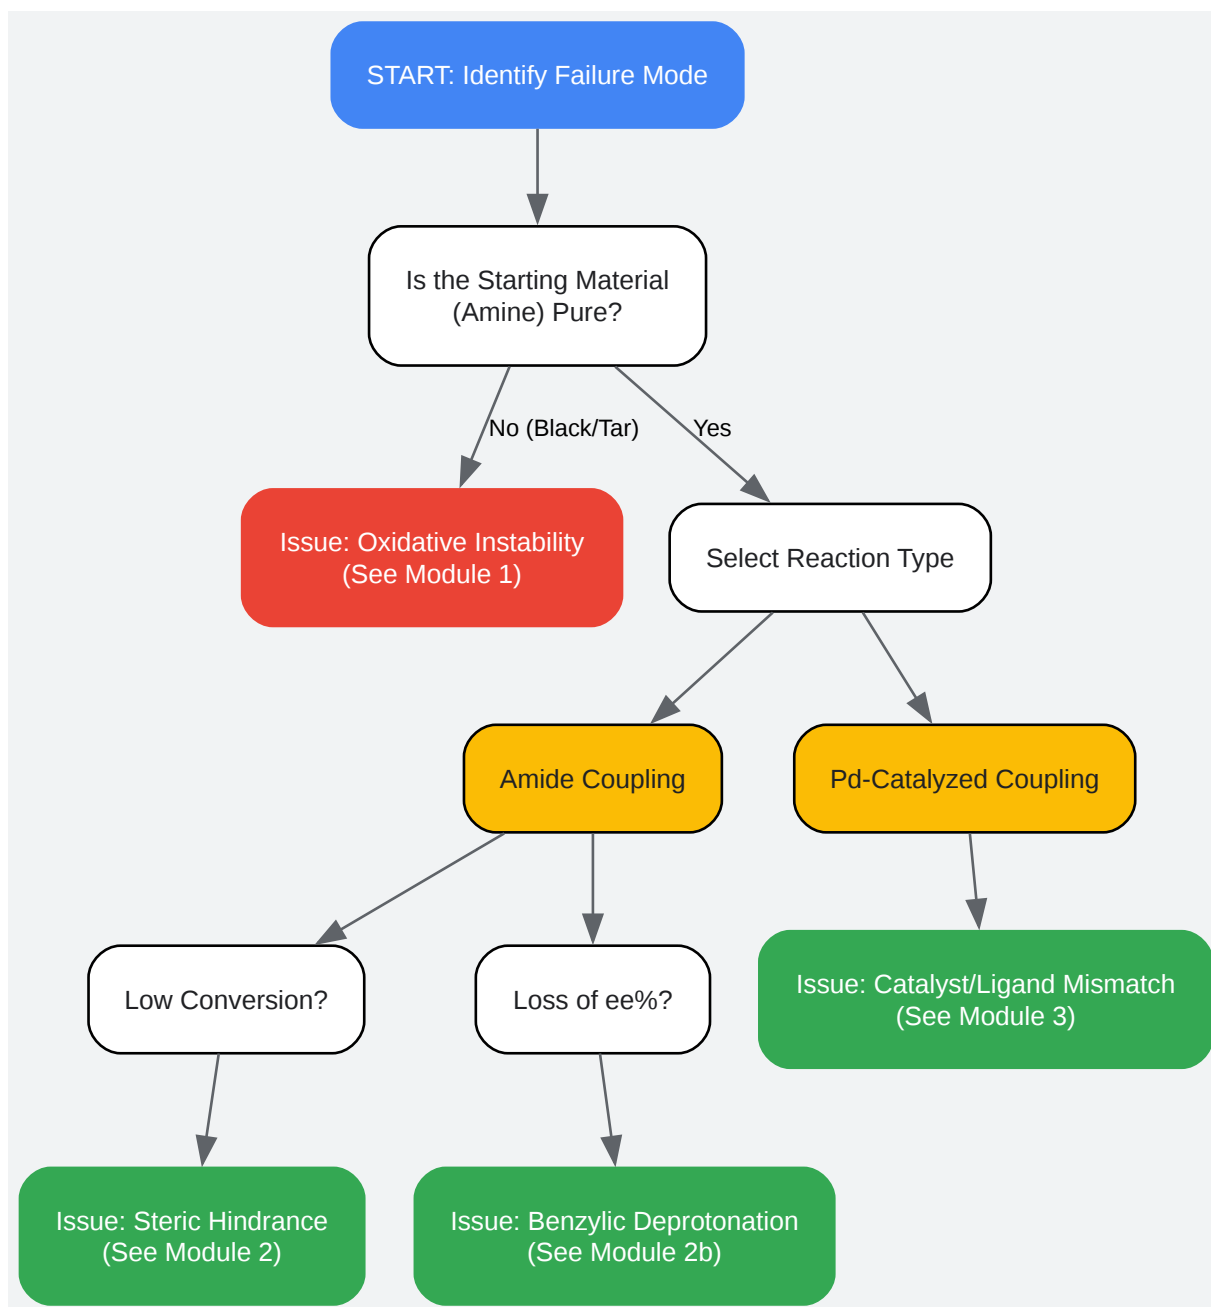 START: Identify Failure Mode
Is the Starting Material
(Amine) Pure?
No (Black/Tar)
Yes
Issue: Oxidative Instability
(See Module 1)
Select Reaction Type
Amide Coupling
Pd-Catalyzed Coupling
Low Conversion?
Loss of ee%?
Issue: Catalyst/Ligand Mismatch
(See Module 3)
Issue: Steric Hindrance
(See Module 2)
Issue: Benzylic Deprotonation
(See Module 2b)